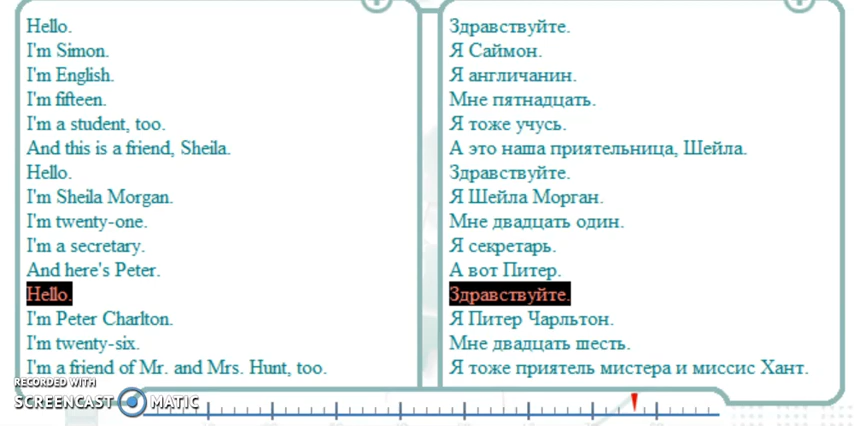 Hello.
I'm Simon.
I'm English.
I'm fifteen.
I'm a student, too.
And this is a friend, Sheila.
Hello.
I'm Sheila Morgan.
I'm twenty-one.
I'm a secretary.
And here's Peter.
Hello.
I'm Peter Charlton.
I'm twenty-six.
I'm a friend of Mr. and Mrs. Hunt, too.
Здравствуйте.
Я Саймон.
Я англичанин.
Мне пятнадцать.
Я тоже учусь.
А это наша приятельница, Шейла.
Здравствуйте.
Я Шейла Морган.
Мне двадцать один.
Я секретарь.
А вот Питер.
Здравствуйте.
Я Питер Чарльтон.
Мне двадцать шесть.
Я тоже приятель мистера и миссис Хант.
RECORDED WITH
SCREENCAST MATIC